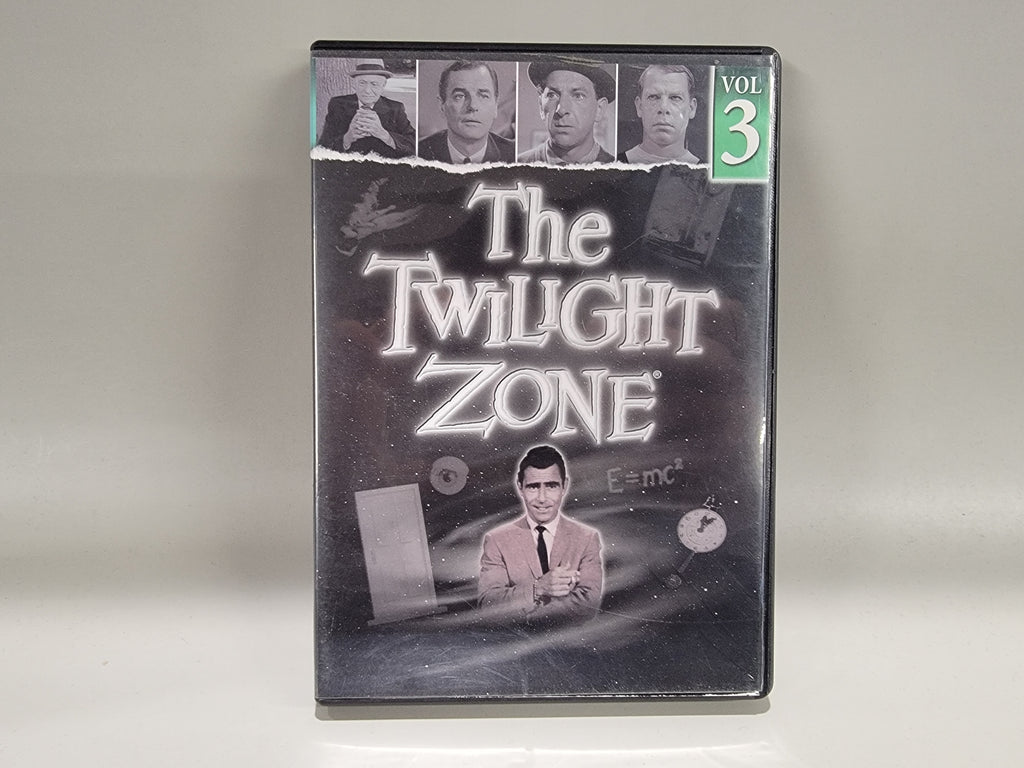 VOL
3
The
TWILIGHT
ZONE®
E=mc²